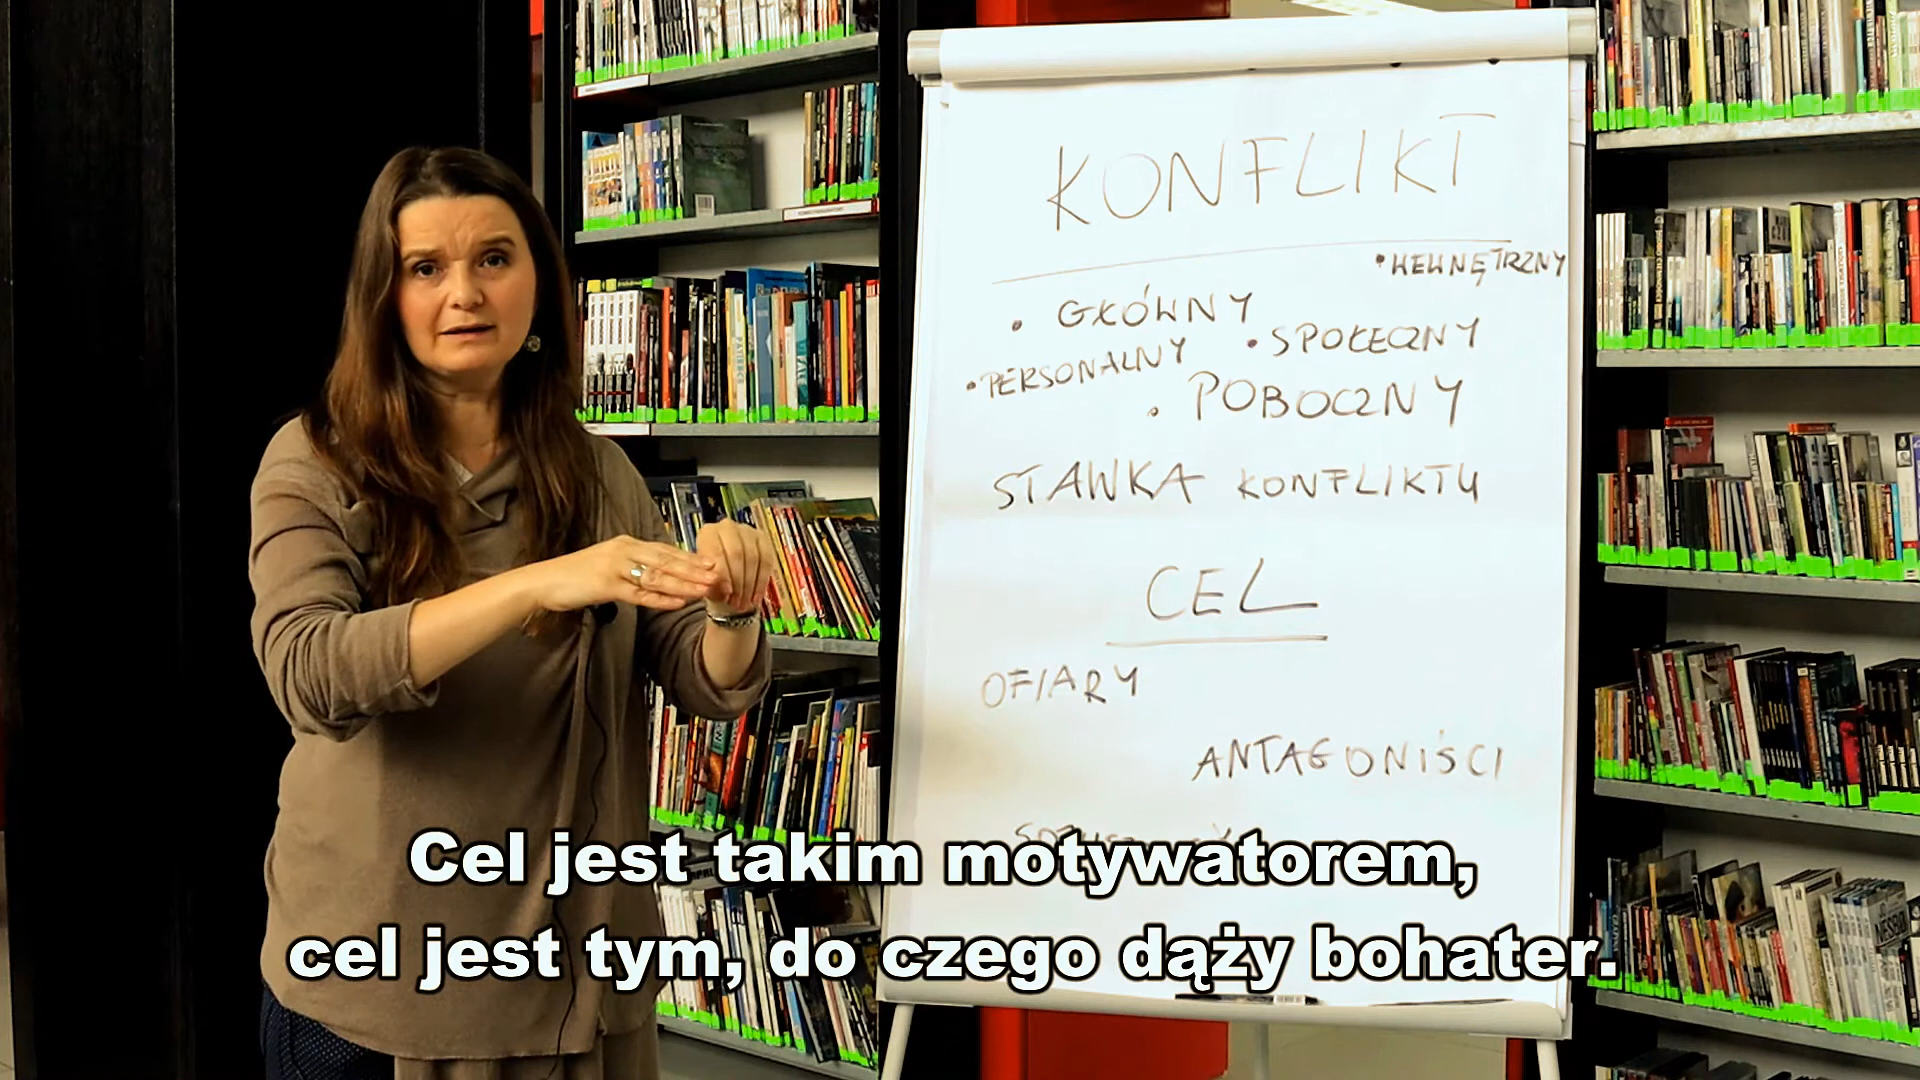 KONFLIKT
• WEWNĘTRZNY
• GŁÓWNY
• SPOŁECZNY
• PERSONALNY
• POBOCZNY
STAWKA KONFLIKTU
CEL
OFIARY
ANTAGONIŚCI
Cel jest takim motywatorem,
cel jest tym, do czego dąży bohater.